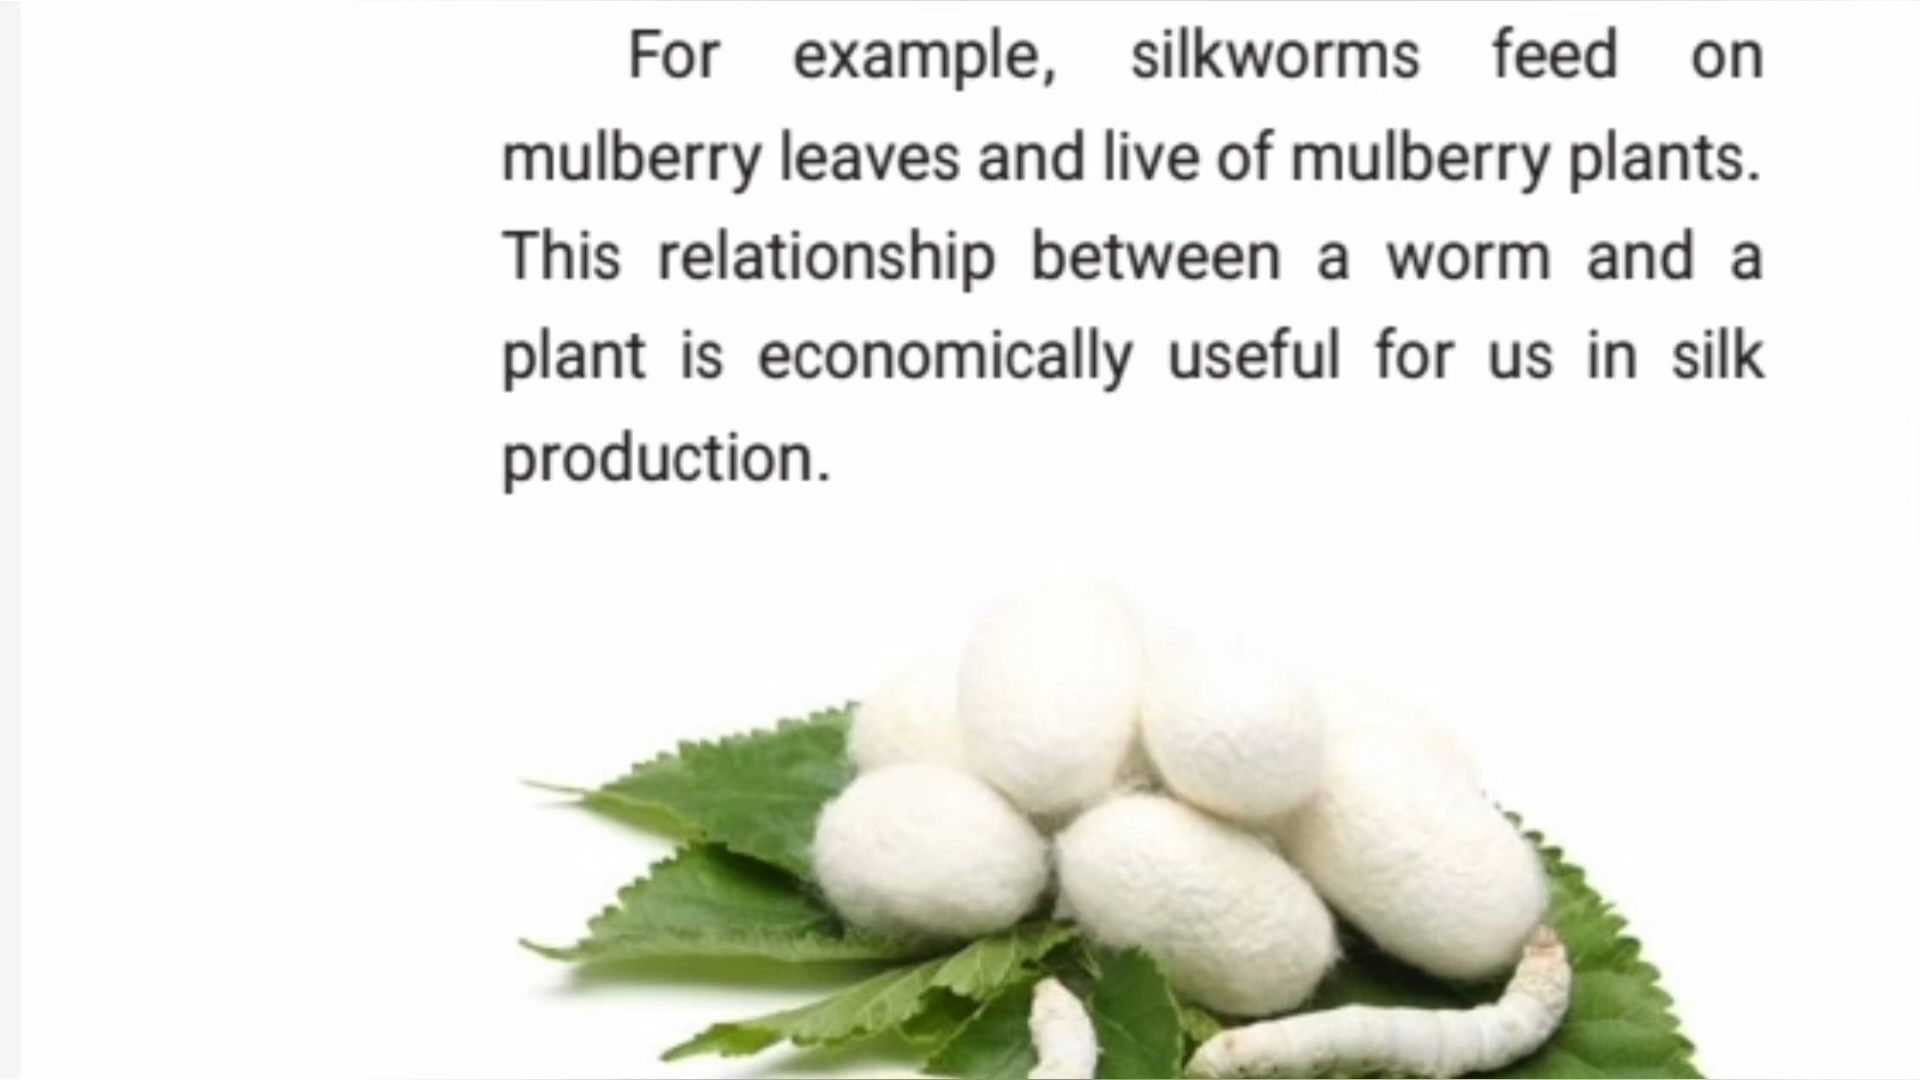 For example, silkworms feed on
mulberry leaves and live of mulberry plants.
This relationship between a worm and a
plant is economically useful for us in silk
production.